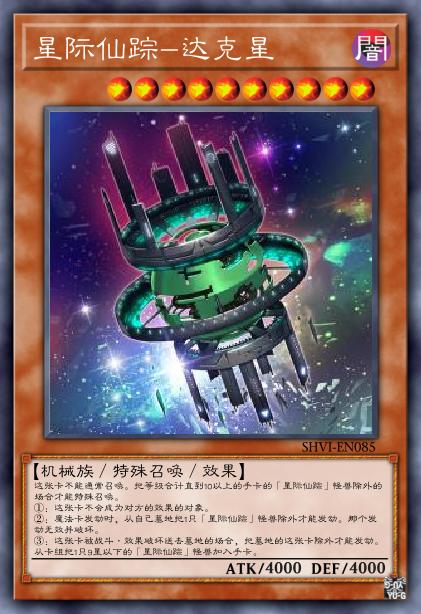 星际仙踪—达克星
闇
SHVI-EN085
【机械族／特殊召唤／效果】
这张卡不能通常召唤。把等级合计直到10以上的手卡的「星际仙踪」怪兽除外的
场合才能特殊召唤。
①：这张卡不会成为对方的效果的对象。
②：魔法卡发动时，从自己墓地把1只「星际仙踪」怪兽除外才能发动。那个发
动无效并破坏。
③：这张卡被战斗·效果破坏送去墓地的场合，把墓地的这张卡除外才能发动。
从卡组把1只9星以下的「星际仙踪」怪兽加入手卡。
ATK/4000 DEF/4000